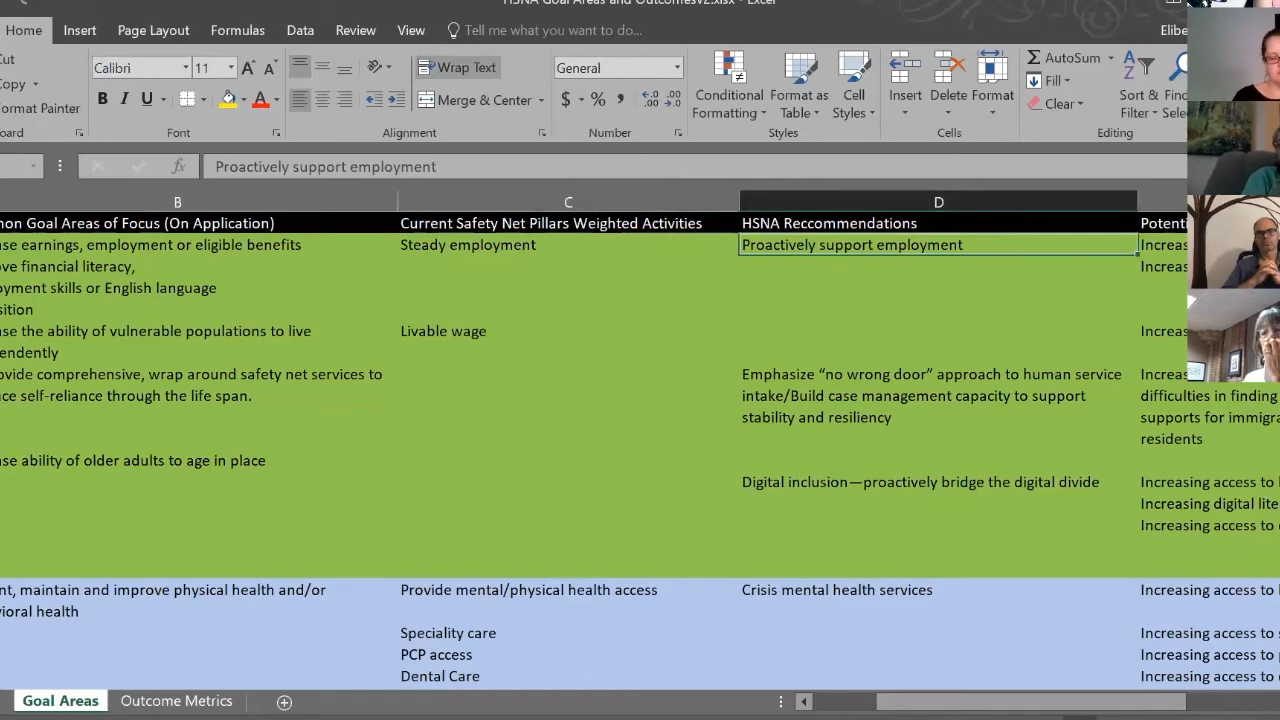 HSNA Goal Areas and Outcomesv2.xlsx - Excel
Home Insert Page Layout Formulas Data Review View Tell me what you want to do...
Calibri 11 A A Wrap Text General AutoSum
B I U Merge & Center $ % Conditional Formatting Format as Table Cell Styles Insert Delete Format Fill Clear Sort & Filter
Format Painter
Font Alignment Number Styles Cells Editing
fx Proactively support employment
B C D
Goal Areas of Focus (On Application) Current Safety Net Pillars Weighted Activities HSNA Reccommendations
earnings, employment or eligible benefits Steady employment Proactively support employment
financial literacy,
skills or English language
the ability of vulnerable populations to live Livable wage
comprehensive, wrap around safety net services to Emphasize “no wrong door” approach to human service
self-reliance through the life span. intake/Build case management capacity to support difficulties in finding
stability and resiliency supports for
residents
ability of older adults to age in place
Digital inclusion—proactively bridge the digital divide Increasing access to
Increasing digital
Increasing access to
maintain and improve physical health and/or Provide mental/physical health access Crisis mental health services Increasing access to
health
Speciality care Increasing access to
PCP access Increasing access to
Dental Care Increasing access to
Goal Areas Outcome Metrics